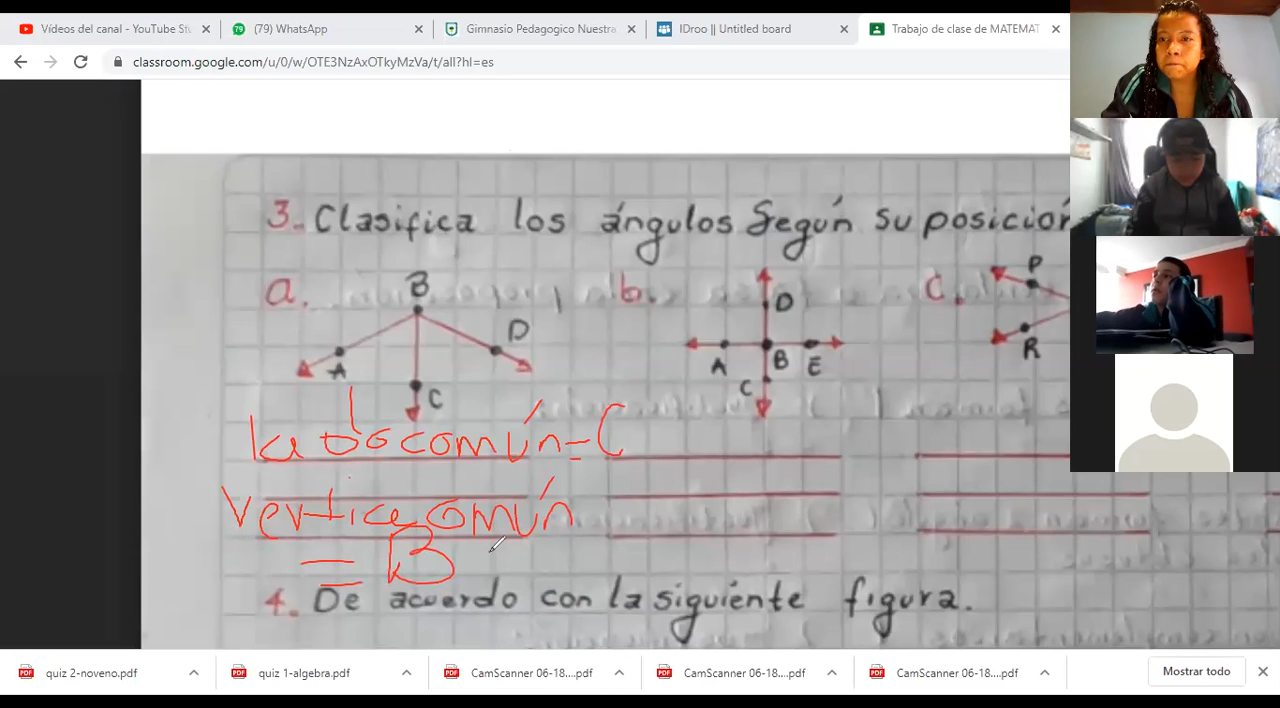 Vídeos del canal - YouTube St
(79) WhatsApp
Gimnasio Pedagogico Nuestra
IDroo || Untitled board
Trabajo de clase de MATEMAT
classroom.google.com/u/0/w/OTE3NzAxOTkyMzVa/t/all?hl=es
3. Clasifica los ángulos Según su posición
a. B A C D
b. D A B E C
c. P R
lado común = C
Vertice común
= B
4. De acuerdo con la siguiente figura.
quiz 2-noveno.pdf
quiz 1-algebra.pdf
CamScanner 06-18....pdf
CamScanner 06-18....pdf
CamScanner 06-18....pdf
Mostrar todo